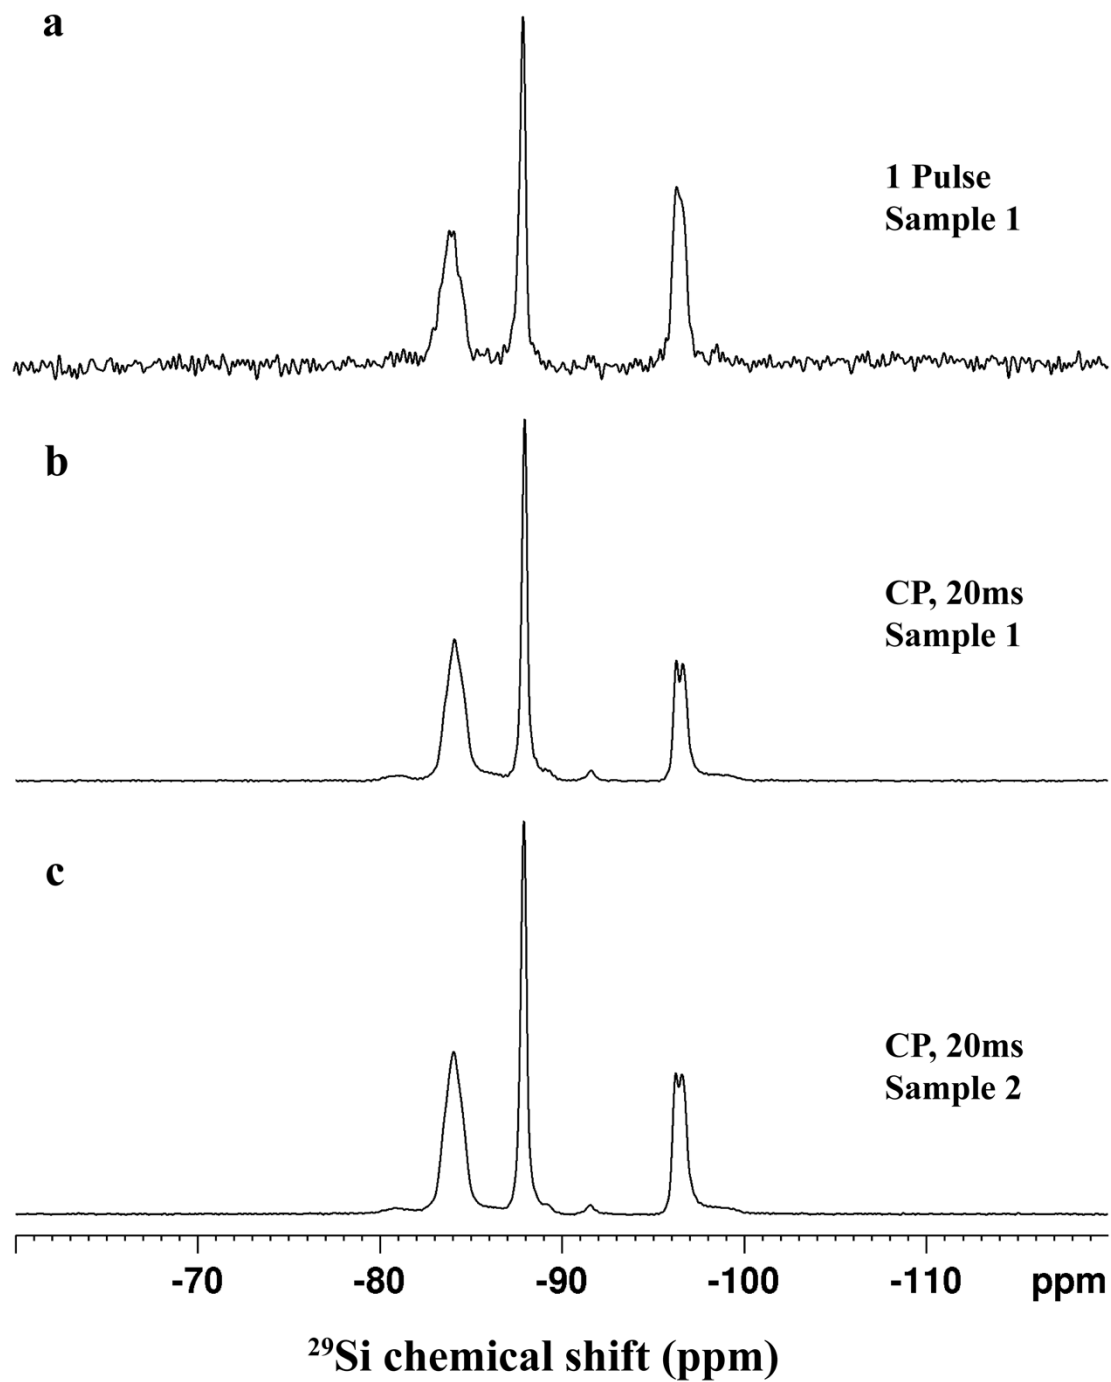 a
1 Pulse
Sample 1
b
CP, 20ms
Sample 1
c
CP, 20ms
Sample 2
-70 -80 -90 -100 -110 ppm
²⁹Si chemical shift (ppm)